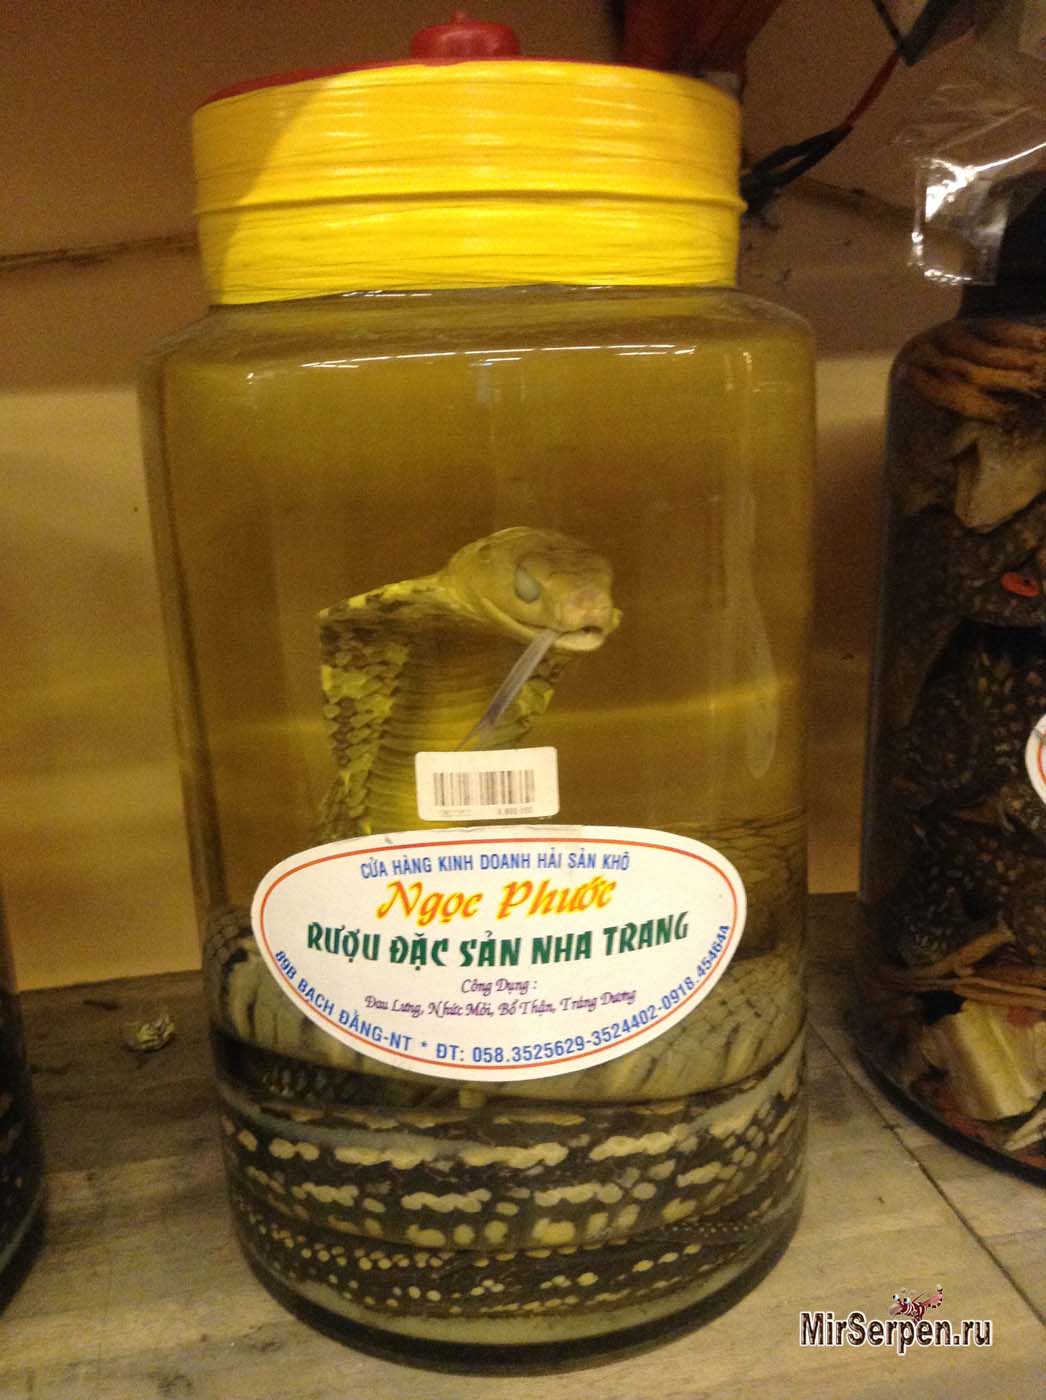 CỬA HÀNG KINH DOANH HẢI SẢN KHÔ
Ngọc Phước
RƯỢU ĐẶC SẢN NHA TRANG
Công Dụng :
Đau Lưng, Nhức Mỏi, Bổ Thận, Tráng Dương
89B BẠCH ĐẰNG-NT * ĐT: 058.3525629-3524402-0918.454644
MirSerpen.ru